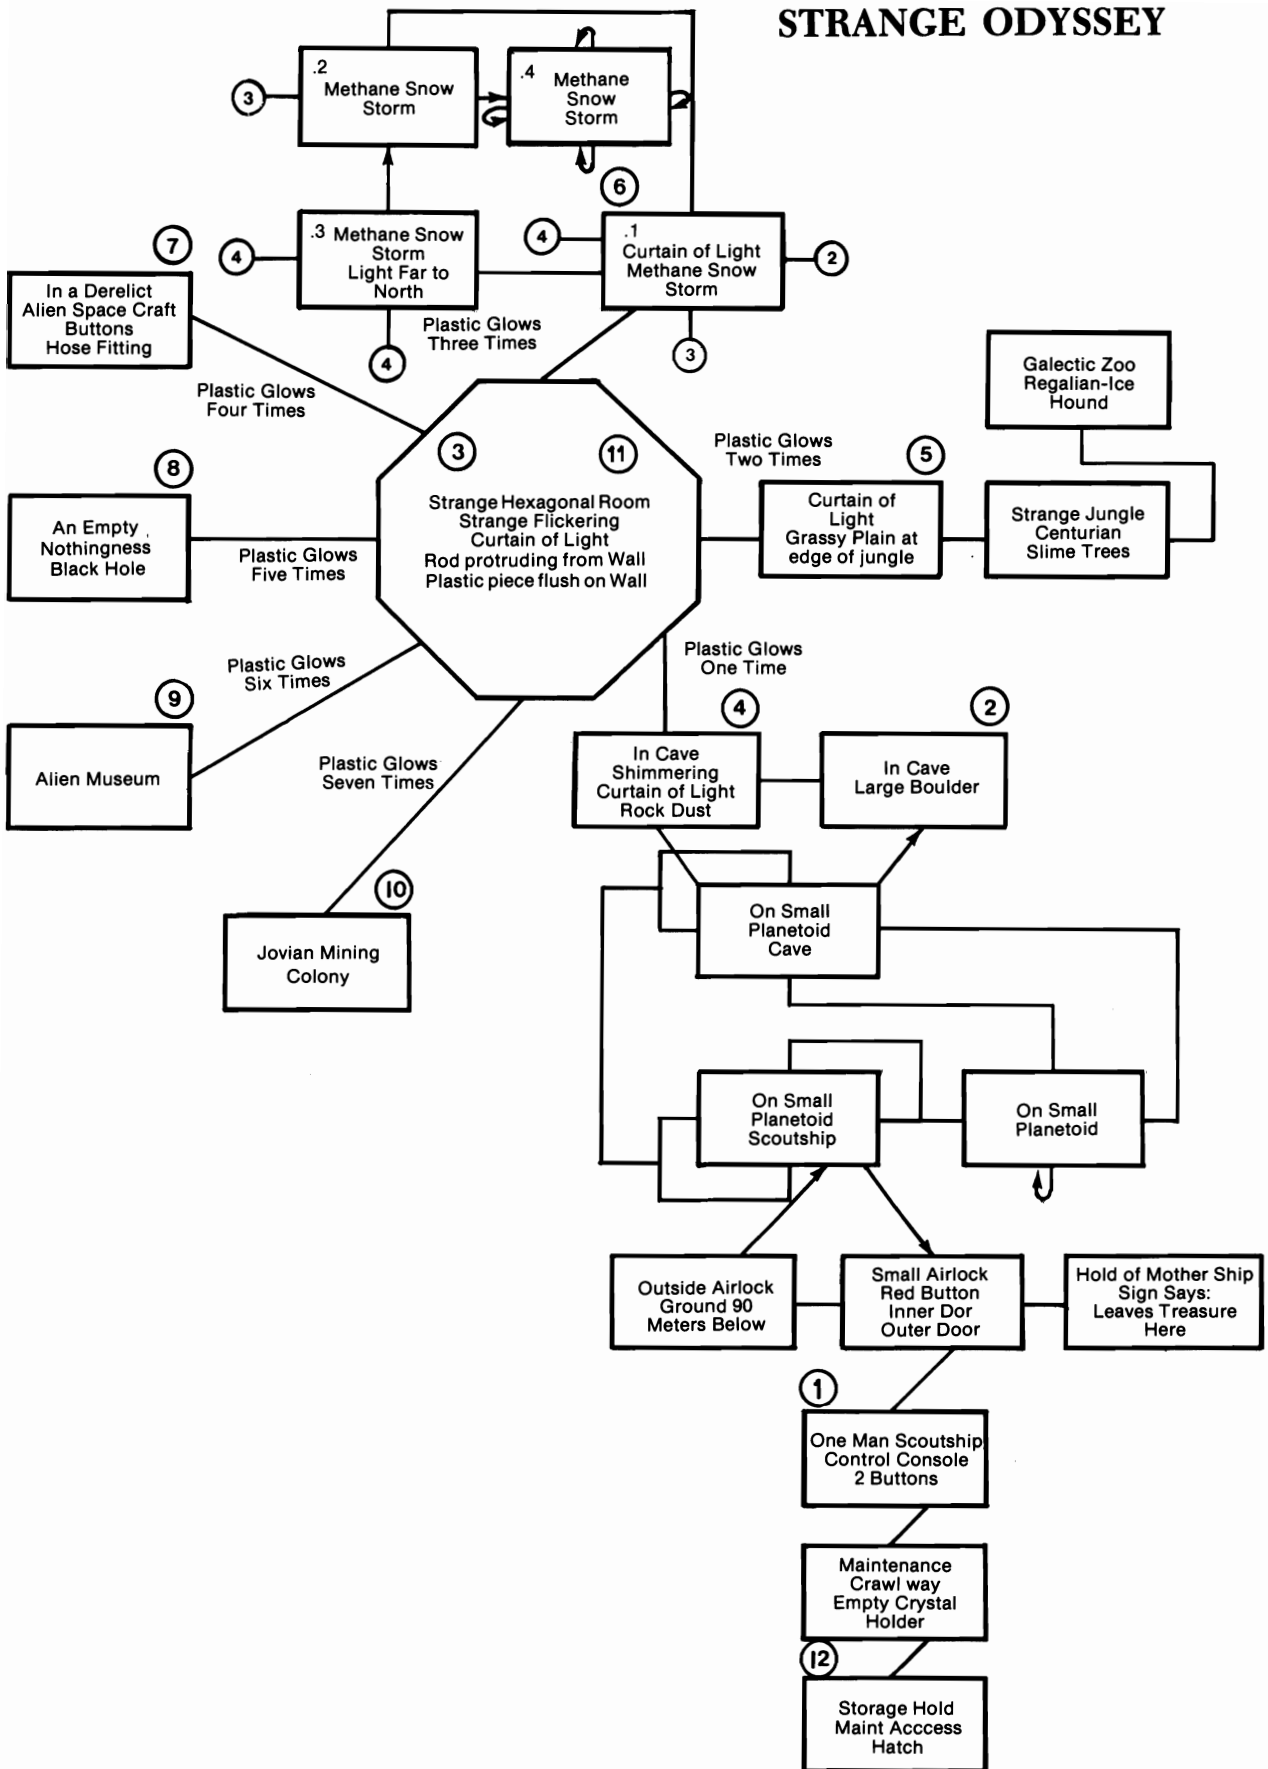 STRANGE ODYSSEY
.2
Methane Snow
Storm
3
.4
Methane
Snow
Storm
6
7
4
.3 Methane Snow
Storm
Light Far to
North
4
4
.1
Curtain of Light
Methane Snow
Storm
2
3
In a Derelict
Alien Space Craft
Buttons
Hose Fitting
Plastic Glows
Three Times
Plastic Glows
Four Times
Galectic Zoo
Regalian-Ice
Hound
3
11
Strange Hexagonal Room
Strange Flickering
Curtain of Light
Rod protruding from Wall
Plastic piece flush on Wall
Plastic Glows
Two Times
5
Curtain of
Light
Grassy Plain at
edge of jungle
Strange Jungle
Centurian
Slime Trees
8
An Empty
Nothingness
Black Hole
Plastic Glows
Five Times
Plastic Glows
Six Times
9
Alien Museum
Plastic Glows
One Time
4
2
In Cave
Shimmering
Curtain of Light
Rock Dust
In Cave
Large Boulder
Plastic Glows
Seven Times
10
Jovian Mining
Colony
On Small
Planetoid
Cave
On Small
Planetoid
Scoutship
On Small
Planetoid
Outside Airlock
Ground 90
Meters Below
Small Airlock
Red Button
Inner Dor
Outer Door
Hold of Mother Ship
Sign Says:
Leaves Treasure
Here
1
One Man Scoutship
Control Console
2 Buttons
Maintenance
Crawl way
Empty Crystal
Holder
12
Storage Hold
Maint Acccess
Hatch